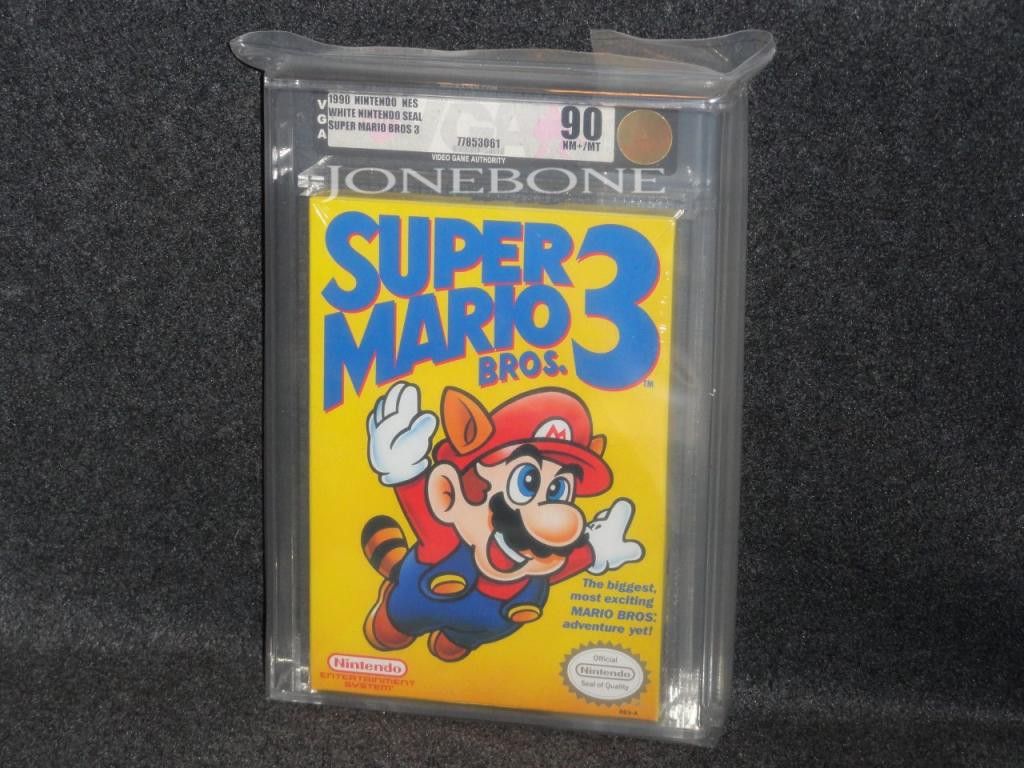 VGA
1990 NINTENDO NES
WHITE NINTENDO SEAL
SUPER MARIO BROS 3
77853061
90
NM+/MT
VIDEO GAME AUTHORITY
JONEBONE
SUPER
MARIO
BROS.
3
TM
M
The biggest,
most exciting
MARIO BROS.
adventure yet!
Nintendo
ENTERTAINMENT
SYSTEM
Official
Nintendo
Seal of Quality
REV-A